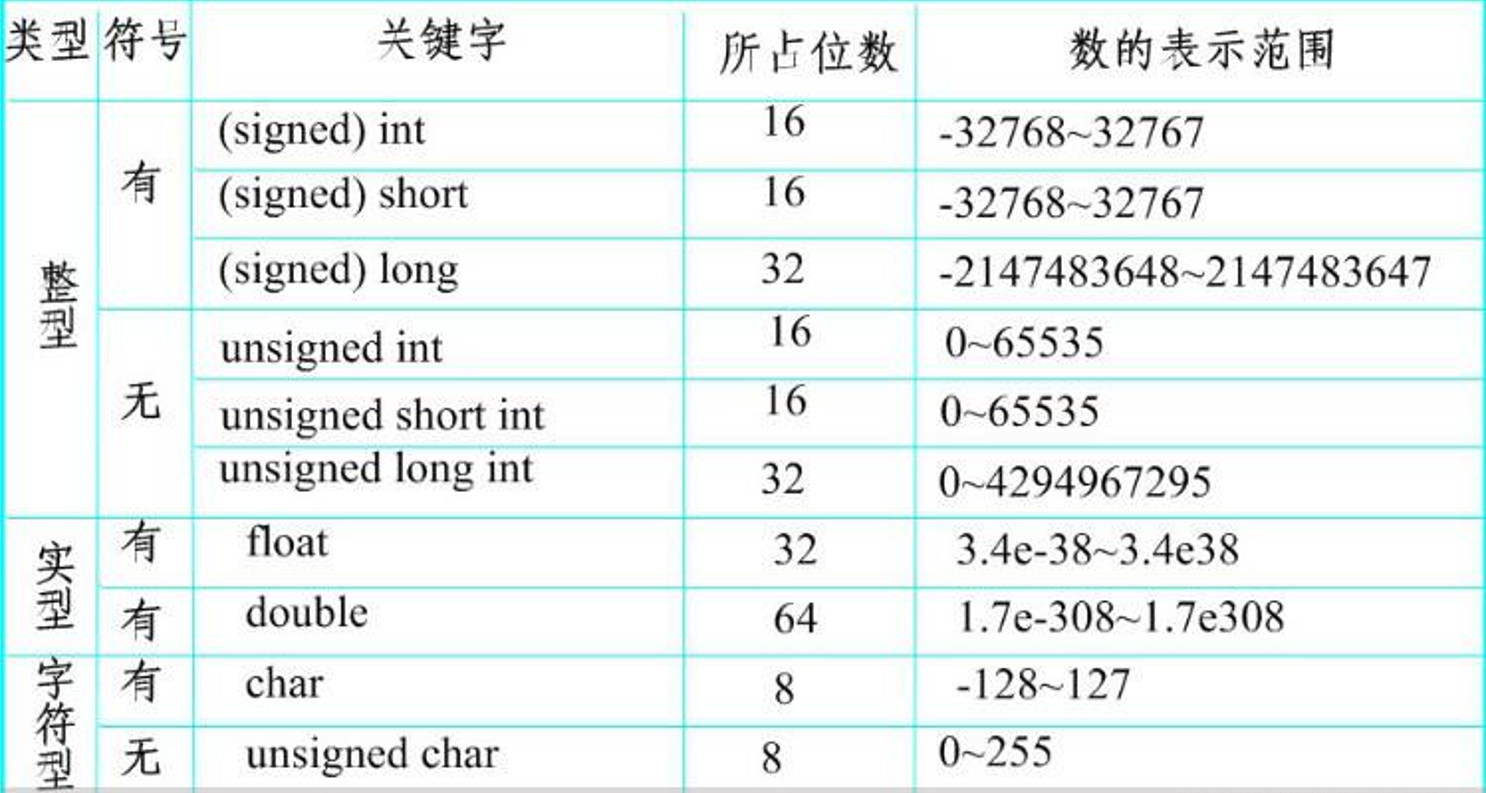 类型 符号 关键字 所占位数 数的表示范围
整型 有 (signed) int 16 -32768~32767
(signed) short 16 -32768~32767
(signed) long 32 -2147483648~2147483647
无 unsigned int 16 0~65535
unsigned short int 16 0~65535
unsigned long int 32 0~4294967295
实型 有 float 32 3.4e-38~3.4e38
有 double 64 1.7e-308~1.7e308
字符型 有 char 8 -128~127
无 unsigned char 8 0~255